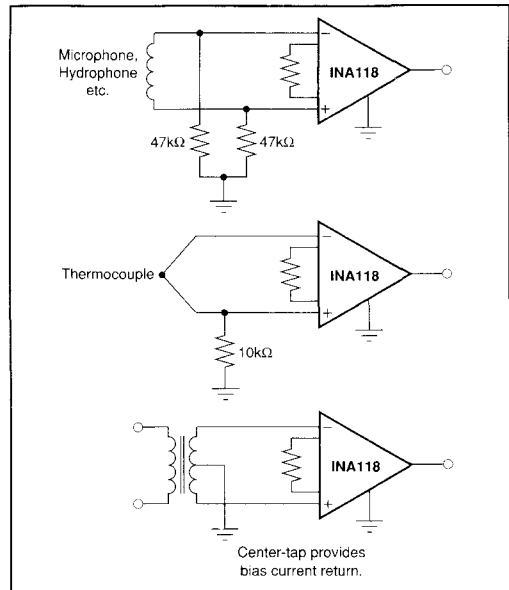 Microphone,
Hydrophone
etc.
−
INA118
+
47kΩ
47kΩ
−
Thermocouple
INA118
+
10kΩ
−
INA118
+
Center-tap provides
bias current return.